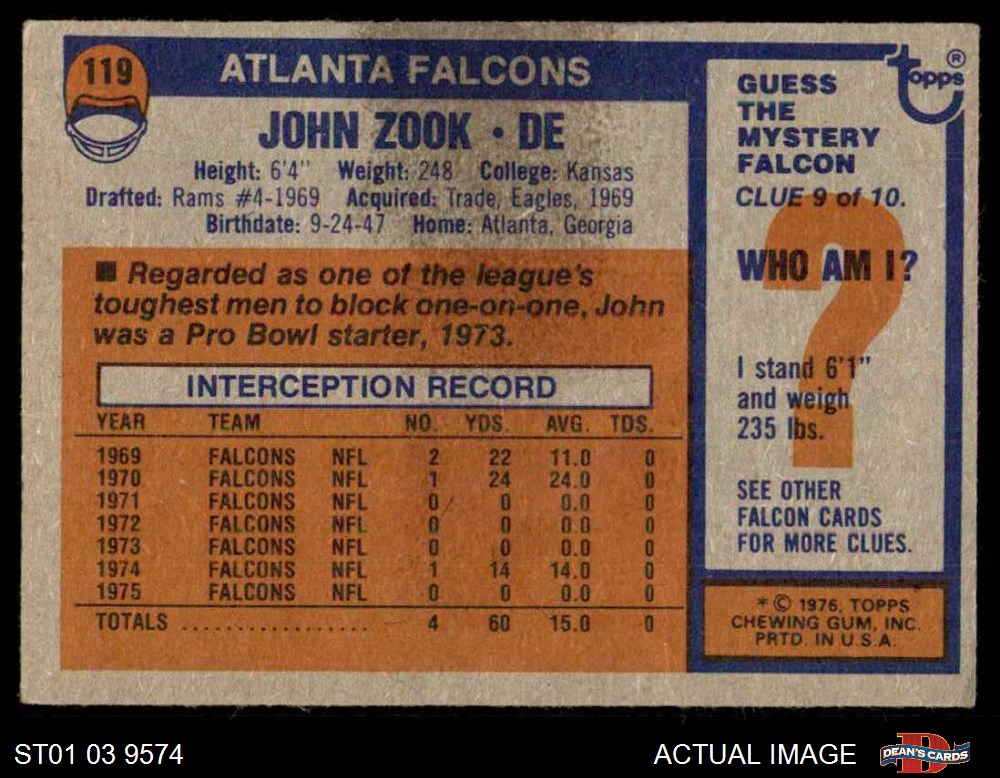 119
ATLANTA FALCONS
JOHN ZOOK • DE
Height: 6'4" Weight: 248 College: Kansas
Drafted: Rams #4-1969 Acquired: Trade, Eagles, 1969
Birthdate: 9-24-47 Home: Atlanta, Georgia
■ Regarded as one of the league's
toughest men to block one-on-one, John
was a Pro Bowl starter, 1973.
INTERCEPTION RECORD
YEAR TEAM NO. YDS. AVG. TDS.
1969 FALCONS NFL 2 22 11.0 0
1970 FALCONS NFL 1 24 24.0 0
1971 FALCONS NFL 0 0 0.0 0
1972 FALCONS NFL 0 0 0.0 0
1973 FALCONS NFL 0 0 0.0 0
1974 FALCONS NFL 1 14 14.0 0
1975 FALCONS NFL 0 0 0.0 0
TOTALS .................. 4 60 15.0 0
topps®
GUESS
THE
MYSTERY
FALCON
CLUE 9 of 10.
WHO AM I?
?
I stand 6'1"
and weigh
235 lbs.
SEE OTHER
FALCON CARDS
FOR MORE CLUES.
* © 1976, TOPPS
CHEWING GUM, INC.
PRTD. IN U.S.A.
ST01 03 9574
ACTUAL IMAGE
D
DEAN'S CARDS